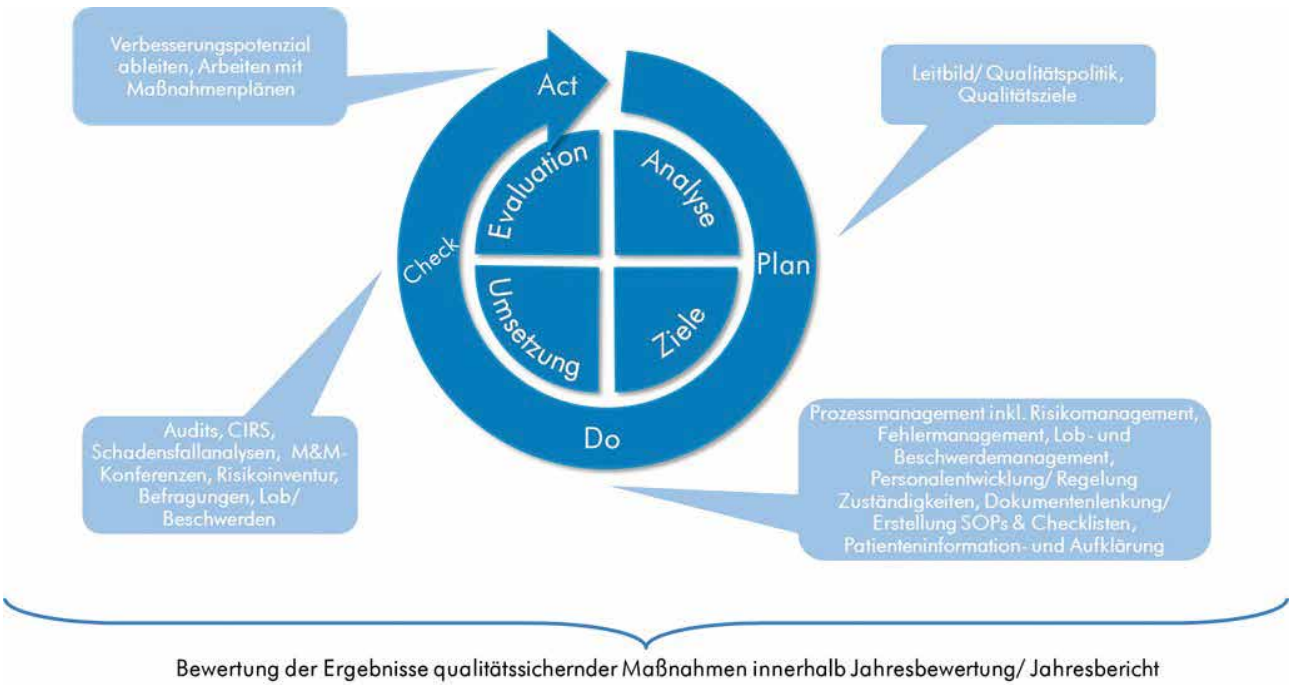 Verbesserungspotenzial
ableiten, Arbeiten mit
Maßnahmenplänen
Leitbild/ Qualitätspolitik,
Qualitätsziele
Act
Plan
Do
Check
Evaluation
Analyse
Umsetzung
Ziele
Audits, CIRS,
Schadensfallanalysen, M&M-
Konferenzen, Risikoinventur,
Befragungen, Lob/
Beschwerden
Prozessmanagement inkl. Risikomanagement,
Fehlermanagement, Lob- und
Beschwerdemanagement,
Personalentwicklung/ Regelung
Zuständigkeiten, Dokumentenlenkung/
Erstellung SOPs & Checklisten,
Patienteninformation- und Aufklärung
Bewertung der Ergebnisse qualitätssichernder Maßnahmen innerhalb Jahresbewertung/ Jahresbericht